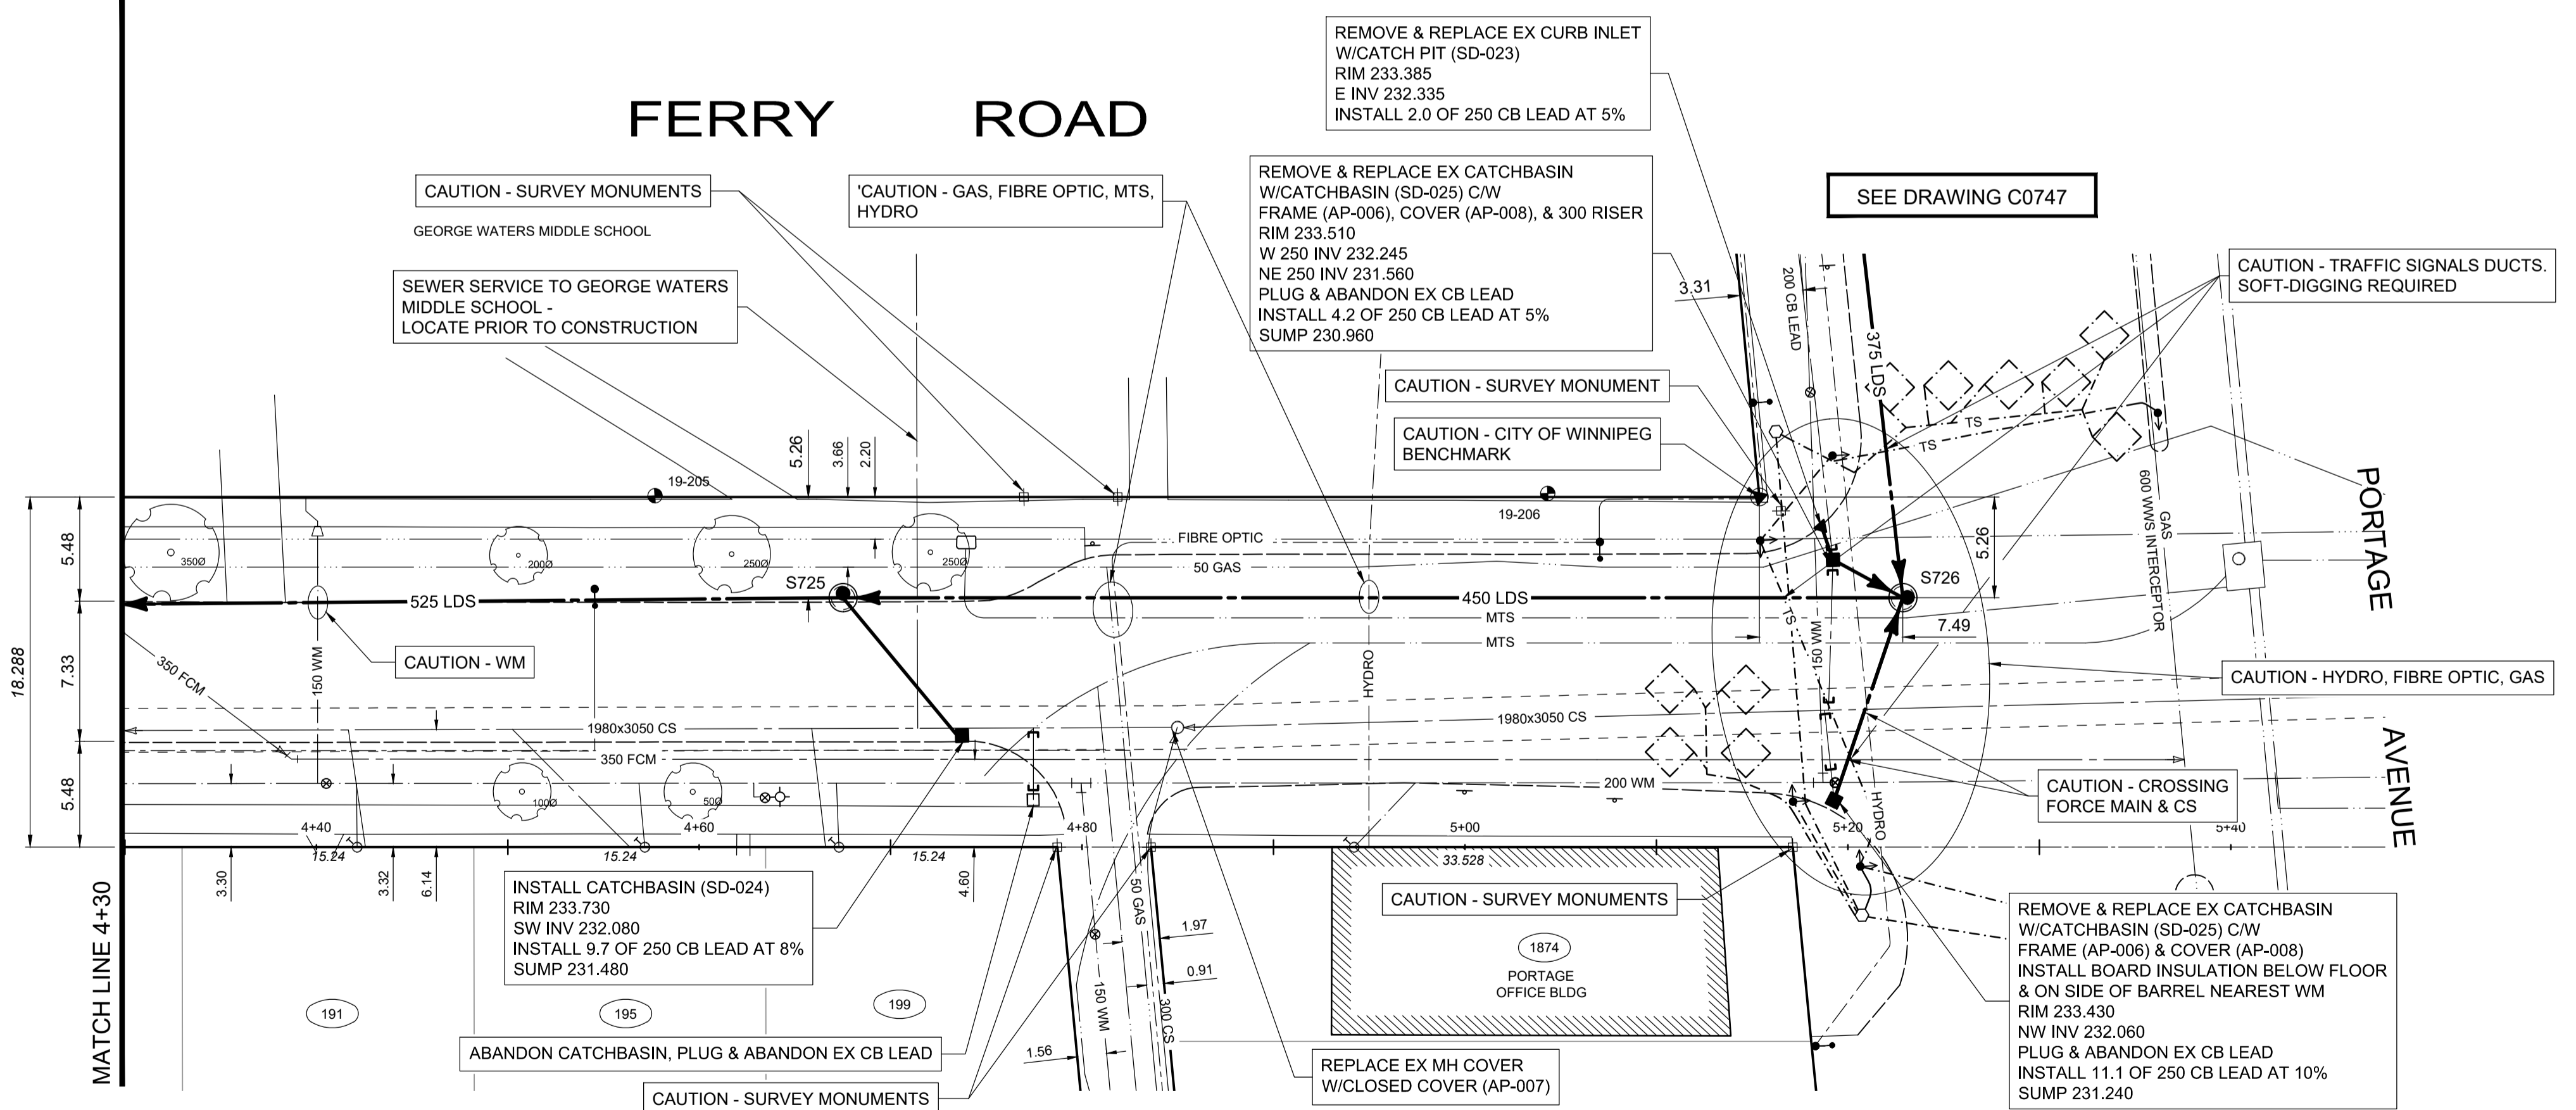 FERRY ROAD
REMOVE & REPLACE EX CURB INLET
W/CATCH PIT (SD-023)
RIM 233.385
E INV 232.335
INSTALL 2.0 OF 250 CB LEAD AT 5%
CAUTION - SURVEY MONUMENTS
GEORGE WATERS MIDDLE SCHOOL
'CAUTION - GAS, FIBRE OPTIC, MTS,
HYDRO
REMOVE & REPLACE EX CATCHBASIN
W/CATCHBASIN (SD-025) C/W
FRAME (AP-006), COVER (AP-008), & 300 RISER
RIM 233.510
W 250 INV 232.245
NE 250 INV 231.560
PLUG & ABANDON EX CB LEAD
INSTALL 4.2 OF 250 CB LEAD AT 5%
SUMP 230.960
SEE DRAWING C0747
CAUTION - TRAFFIC SIGNALS DUCTS.
SOFT-DIGGING REQUIRED
SEWER SERVICE TO GEORGE WATERS
MIDDLE SCHOOL -
LOCATE PRIOR TO CONSTRUCTION
3.31
200 CB LEAD
375 LDS
CAUTION - SURVEY MONUMENT
CAUTION - CITY OF WINNIPEG
BENCHMARK
TS
TS
TS
5.26
3.66
2.20
19-205
19-206
5.26
7.49
600 WWS INTERCEPTOR
GAS
PORTAGE
AVENUE
18.288
5.48
7.33
5.48
350Ø
200Ø
250Ø
250Ø
FIBRE OPTIC
50 GAS
S725
S726
525 LDS
450 LDS
MTS
MTS
CAUTION - WM
350 FCM
150 WM
HYDRO
150 WM
CAUTION - HYDRO, FIBRE OPTIC, GAS
1980x3050 CS
1980x3050 CS
350 FCM
200 WM
100Ø
50Ø
HYDRO
CAUTION - CROSSING
FORCE MAIN & CS
4+40
4+60
4+80
5+00
5+20
5+40
15.24
15.24
15.24
33.528
3.30
3.32
6.14
4.60
MATCH LINE 4+30
INSTALL CATCHBASIN (SD-024)
RIM 233.730
SW INV 232.080
INSTALL 9.7 OF 250 CB LEAD AT 8%
SUMP 231.480
50 GAS
150 WM
300 CS
1.97
0.91
1.56
CAUTION - SURVEY MONUMENTS
1874
PORTAGE
OFFICE BLDG
191
195
199
REMOVE & REPLACE EX CATCHBASIN
W/CATCHBASIN (SD-025) C/W
FRAME (AP-006) & COVER (AP-008)
INSTALL BOARD INSULATION BELOW FLOOR
& ON SIDE OF BARREL NEAREST WM
RIM 233.430
NW INV 232.060
PLUG & ABANDON EX CB LEAD
INSTALL 11.1 OF 250 CB LEAD AT 10%
SUMP 231.240
ABANDON CATCHBASIN, PLUG & ABANDON EX CB LEAD
CAUTION - SURVEY MONUMENTS
REPLACE EX MH COVER
W/CLOSED COVER (AP-007)